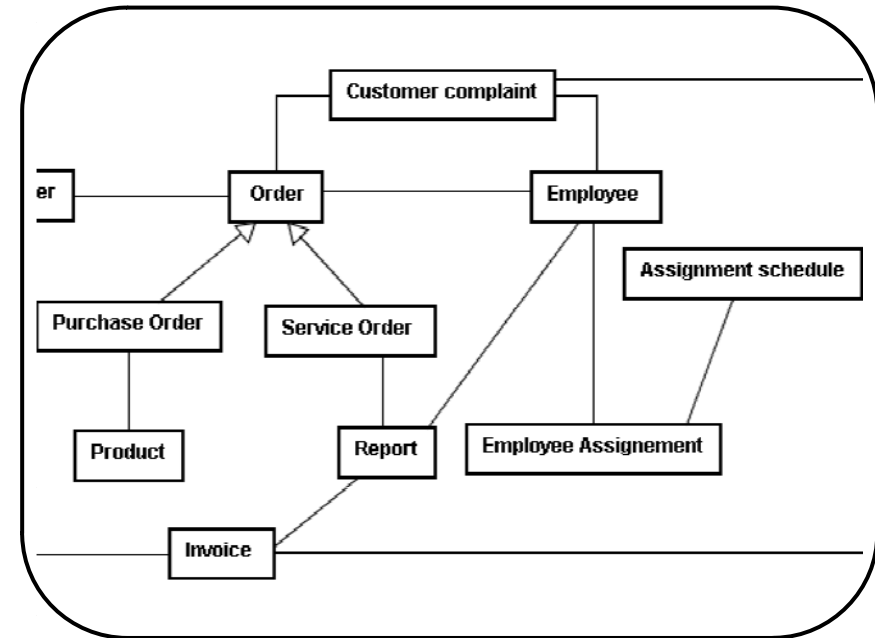 Customer complaint
er
Order
Employee
Assignment schedule
Purchase Order
Service Order
Product
Report
Employee Assignement
Invoice